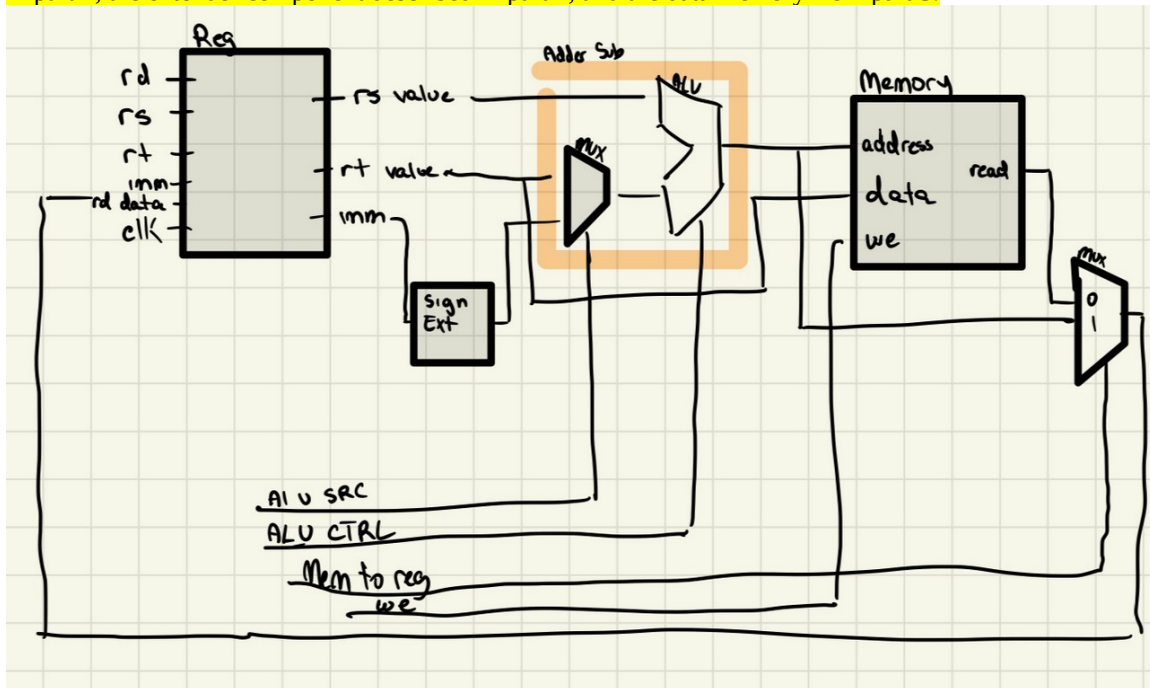 Reg
rd
rs
rt
imm
rd data
clk
rs value
rt value
imm
Sign
Ext
Adder Sub
MUX
ALU
Memory
address
data
we
read
mux
0
1
ALU SRC
ALU CTRL
Mem to reg
we